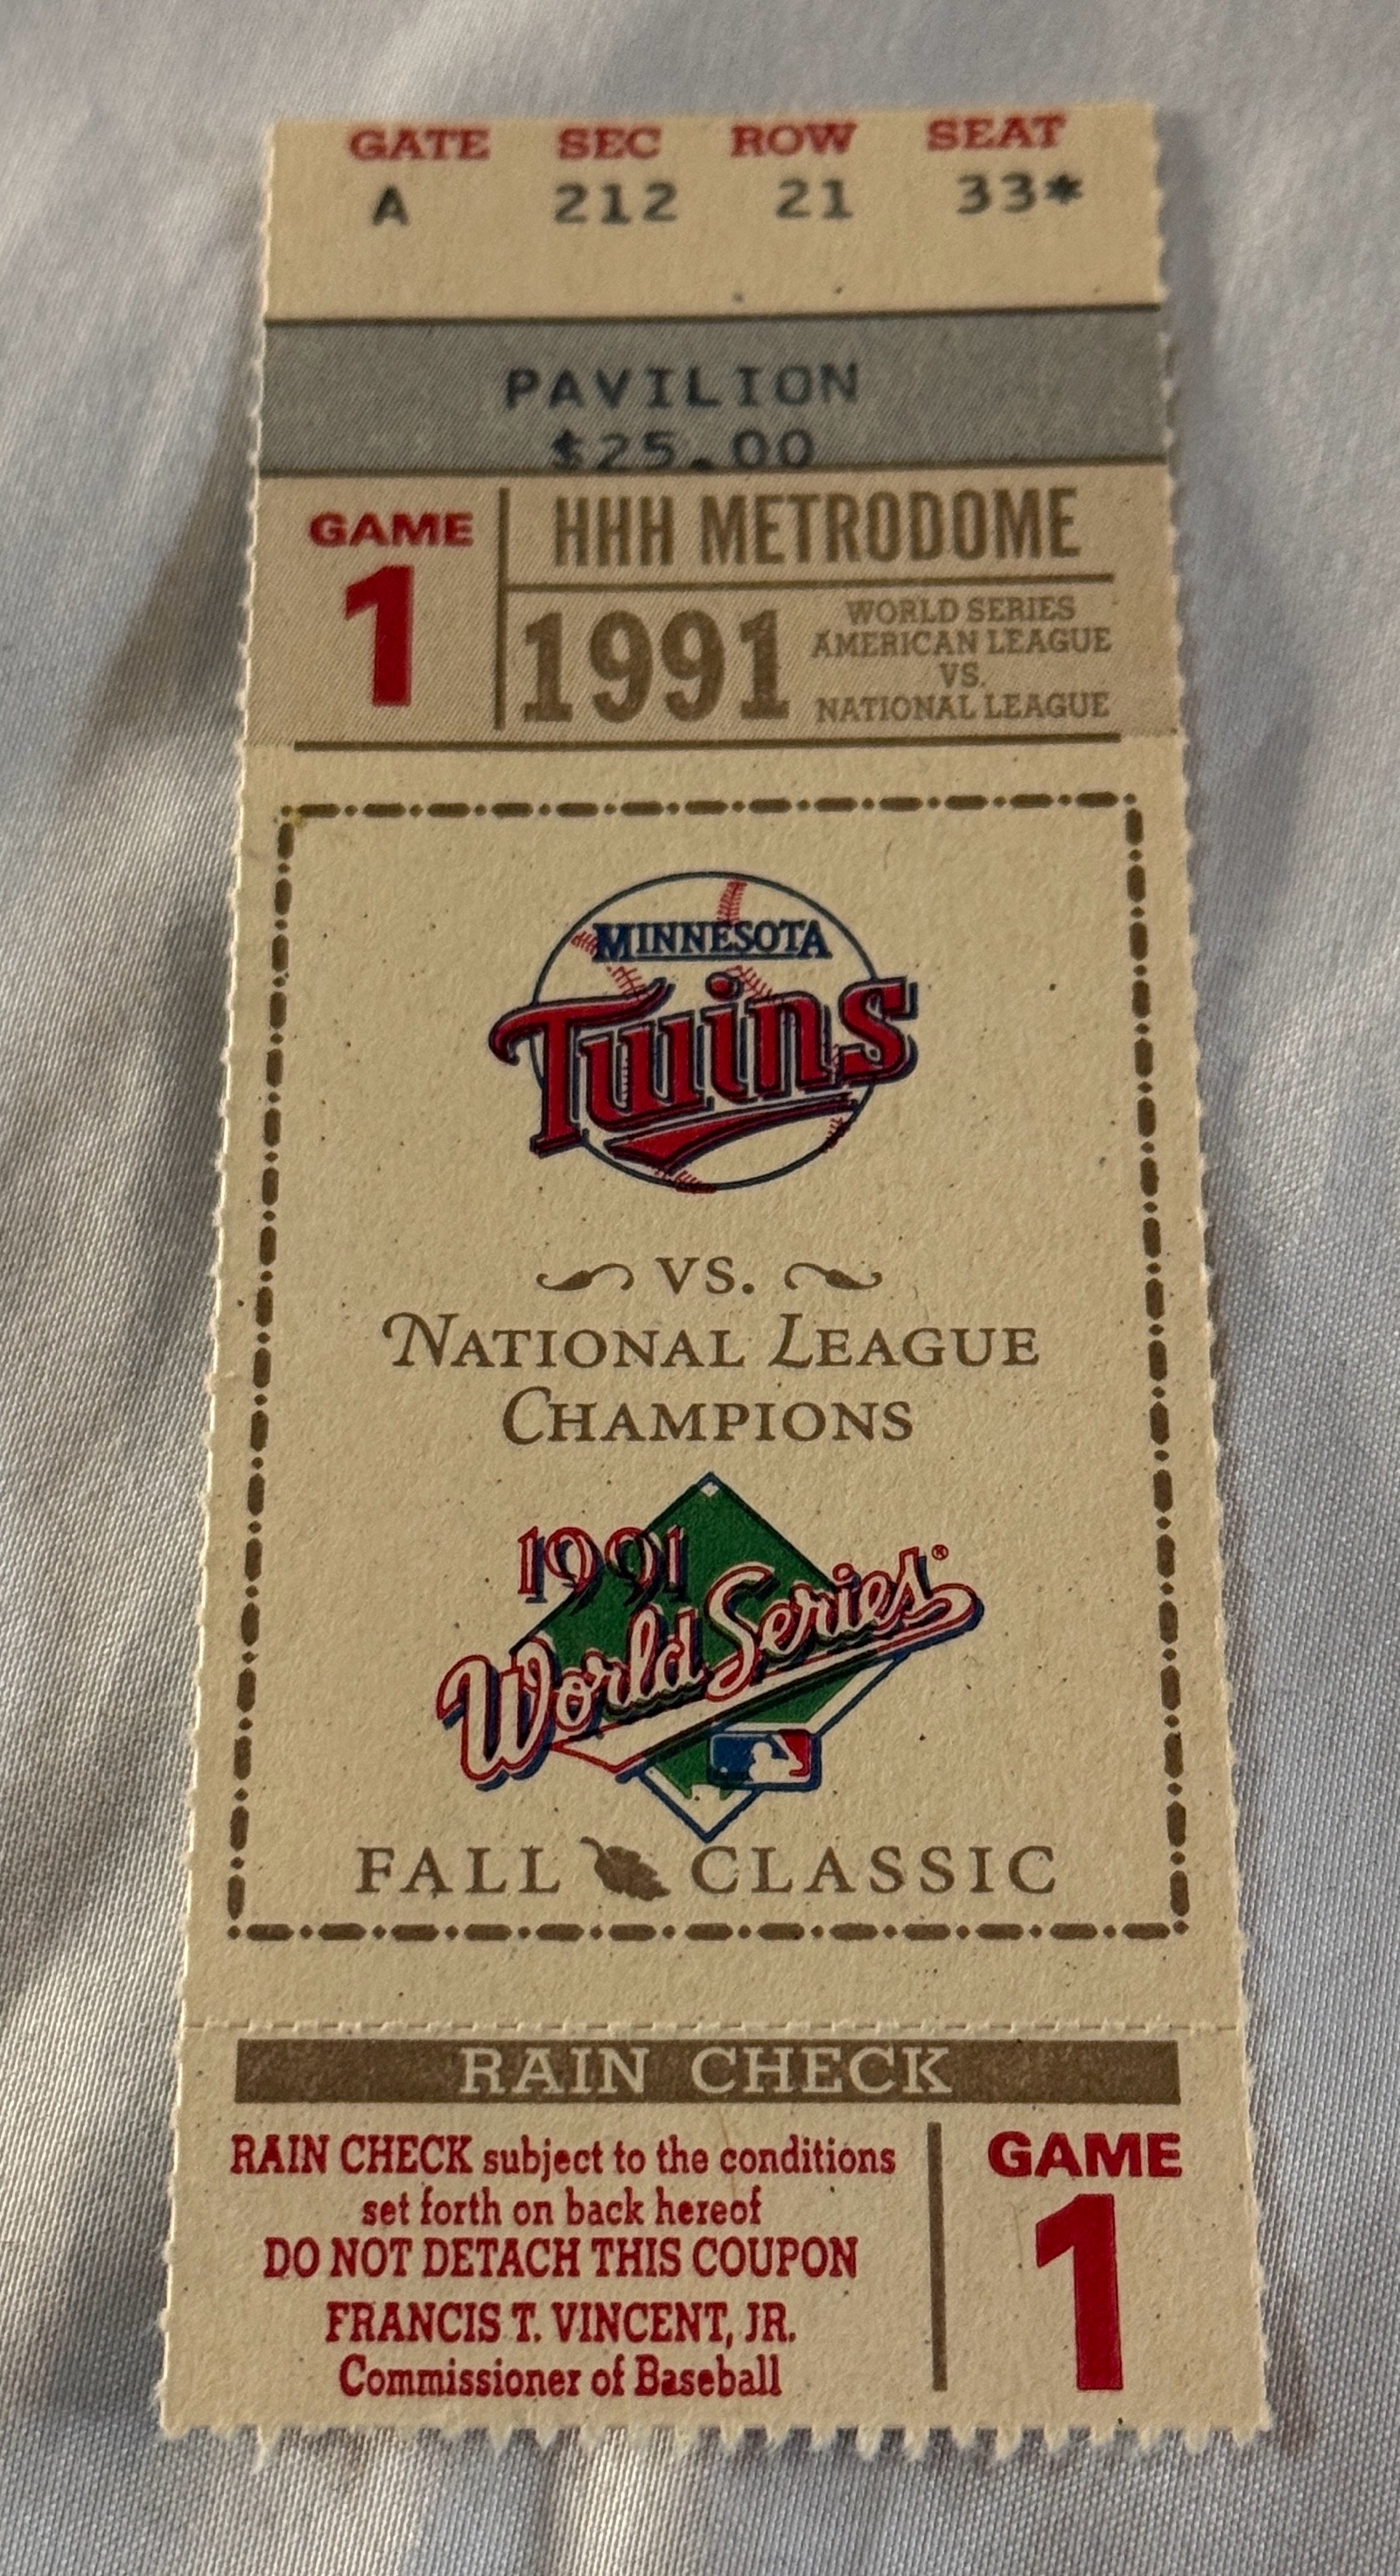 GATE SEC ROW SEAT
A 212 21 33*
PAVILION
$25.00
GAME
1
HHH METRODOME
1991
WORLD SERIES
AMERICAN LEAGUE
VS.
NATIONAL LEAGUE
MINNESOTA
Twins
VS.
NATIONAL LEAGUE
CHAMPIONS
1991
World Series®
FALL CLASSIC
RAIN CHECK
RAIN CHECK subject to the conditions
set forth on back hereof
DO NOT DETACH THIS COUPON
FRANCIS T. VINCENT, JR.
Commissioner of Baseball
GAME
1